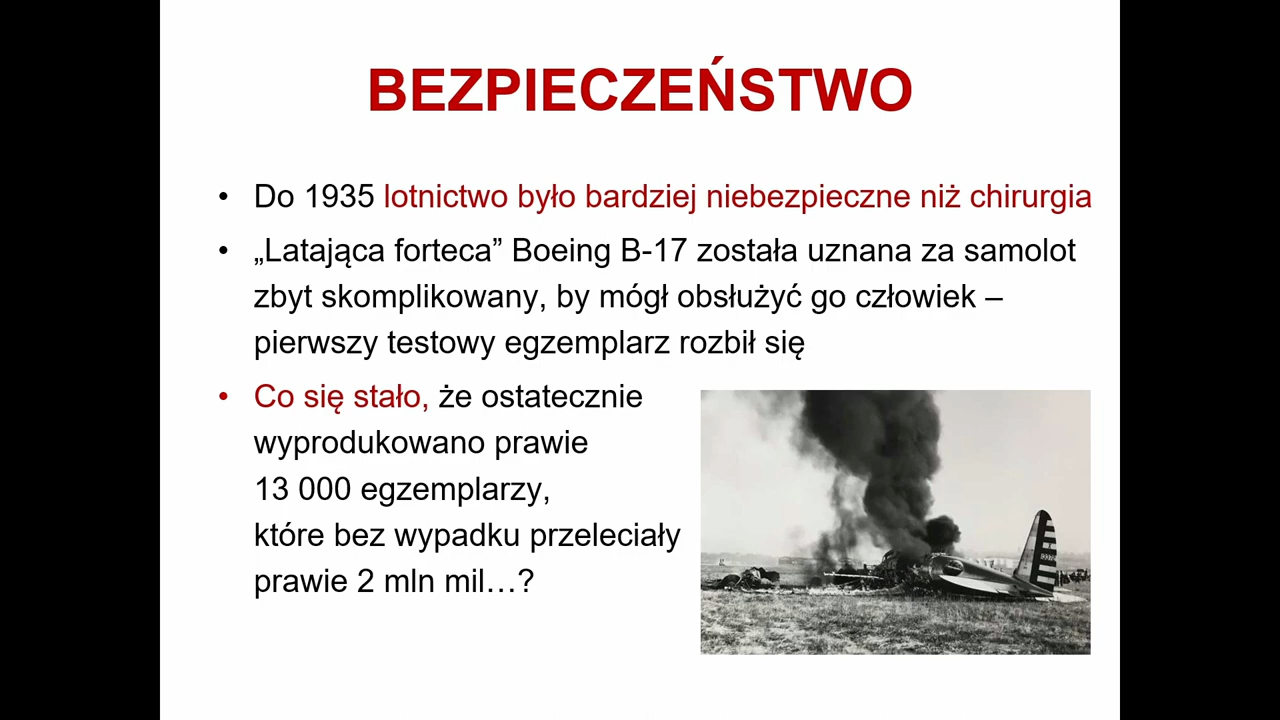 BEZPIECZEŃSTWO
• Do 1935 lotnictwo było bardziej niebezpieczne niż chirurgia
• „Latająca forteca” Boeing B-17 została uznana za samolot
zbyt skomplikowany, by mógł obsłużyć go człowiek –
pierwszy testowy egzemplarz rozbił się
• Co się stało, że ostatecznie
wyprodukowano prawie
13 000 egzemplarzy,
które bez wypadku przeleciały
prawie 2 mln mil…?